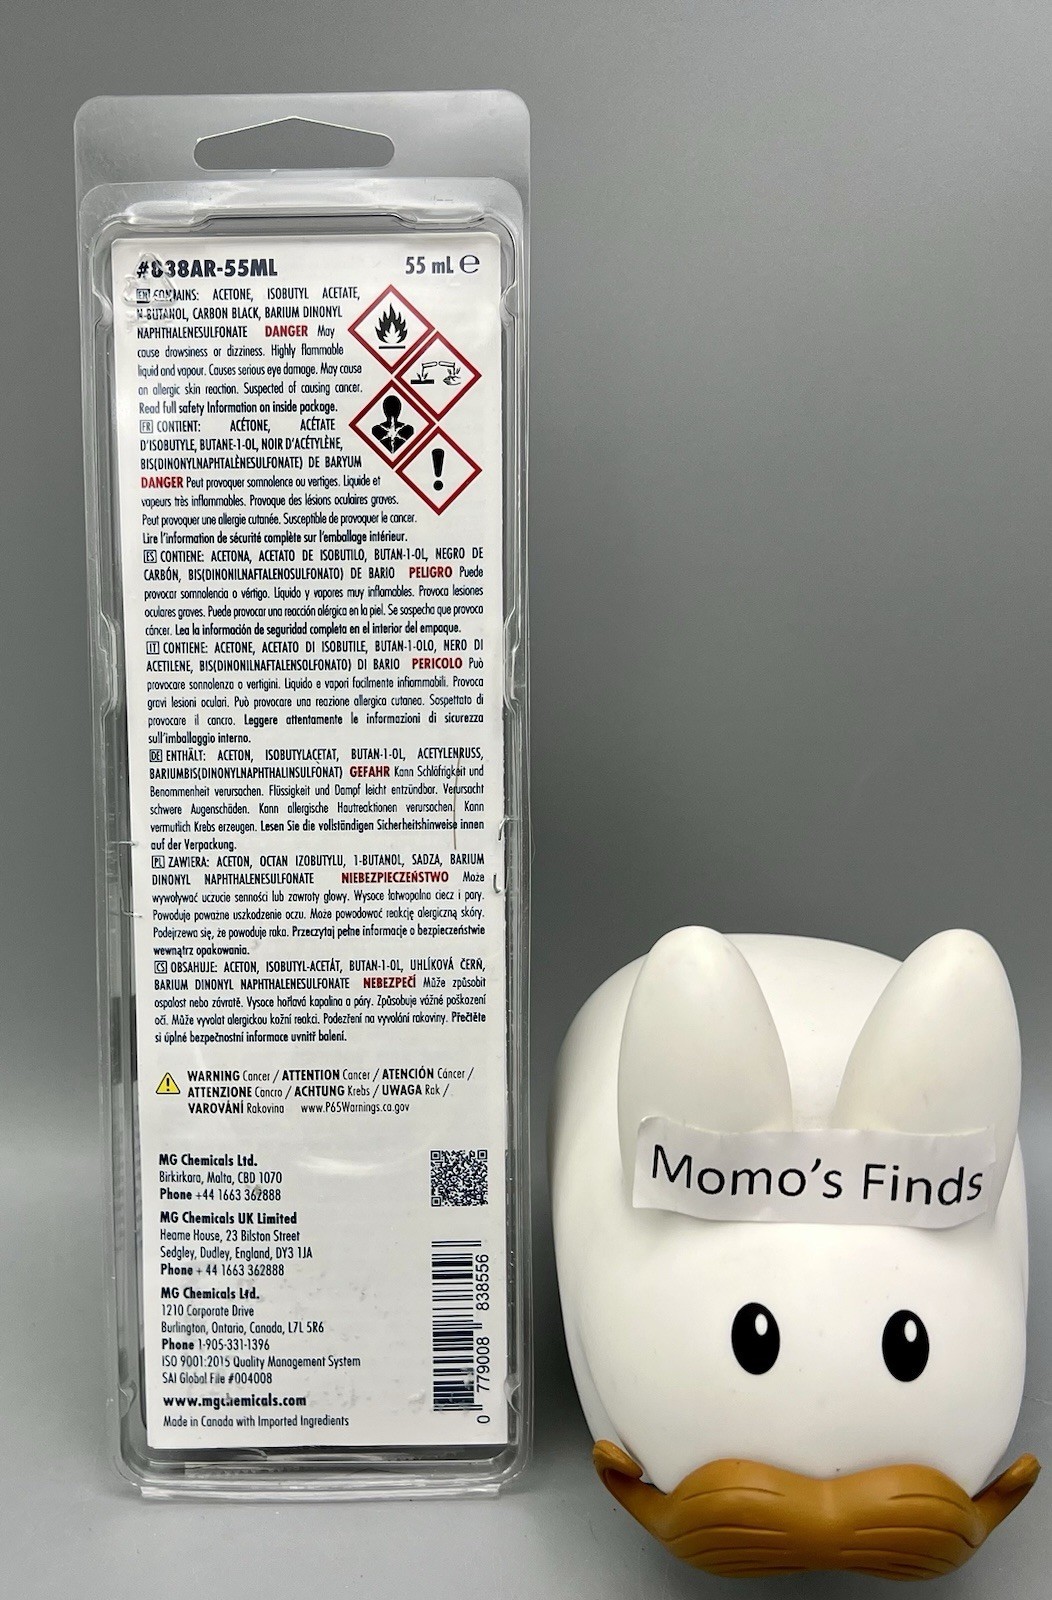 #838AR-55ML
55 mL ℮
EN CONTAINS: ACETONE, ISOBUTYL ACETATE,
N-BUTANOL, CARBON BLACK, BARIUM DINONYL
NAPHTHALENESULFONATE DANGER May
cause drowsiness or dizziness. Highly flammable
liquid and vapour. Causes serious eye damage. May cause
an allergic skin reaction. Suspected of causing cancer.
Read full safety Information on inside package.
FR CONTIENT: ACÉTONE, ACÉTATE
D'ISOBUTYLE, BUTANE-1-OL, NOIR D'ACÉTYLÈNE,
BIS(DINONYLNAPHTALÈNESULFONATE) DE BARYUM
DANGER Peut provoquer somnolence ou vertiges. Liquide et
vapeurs très inflammables. Provoque des lésions oculaires graves.
Peut provoquer une allergie cutanée. Susceptible de provoquer le cancer.
Lire l'information de sécurité complète sur l'emballage intérieur.
ES CONTIENE: ACETONA, ACETATO DE ISOBUTILO, BUTAN-1-OL, NEGRO DE
CARBÓN, BIS(DINONILNAFTALENOSULFONATO) DE BARIO PELIGRO Puede
provocar somnolencia o vértigo. Líquido y vapores muy inflamables. Provoca lesiones
oculares graves. Puede provocar una reacción alérgica en la piel. Se sospecha que provoca
cáncer. Lea la información de seguridad completa en el interior del empaque.
IT CONTIENE: ACETONE, ACETATO DI ISOBUTILE, BUTAN-1-OLO, NERO DI
ACETILENE, BIS(DINONILNAFTALENSOLFONATO) DI BARIO PERICOLO Può
provocare sonnolenza o vertigini. Liquido e vapori facilmente infiammabili. Provoca
gravi lesioni oculari. Può provocare una reazione allergica cutanea. Sospettato di
provocare il cancro. Leggere attentamente le informazioni di sicurezza
sull'imballaggio interno.
DE ENTHÄLT: ACETON, ISOBUTYLACETAT, BUTAN-1-OL, ACETYLENRUSS,
BARIUMBIS(DINONYLNAPHTHALINSULFONAT) GEFAHR Kann Schläfrigkeit und
Benommenheit verursachen. Flüssigkeit und Dampf leicht entzündbar. Verursacht
schwere Augenschäden. Kann allergische Hautreaktionen verursachen. Kann
vermutlich Krebs erzeugen. Lesen Sie die vollständigen Sicherheitshinweise innen
auf der Verpackung.
PL ZAWIERA: ACETON, OCTAN IZOBUTYLU, 1-BUTANOL, SADZA, BARIUM
DINONYL NAPHTHALENESULFONATE NIEBEZPIECZEŃSTWO Może
wywoływać uczucie senności lub zawroty głowy. Wysoce łatwopalna ciecz i pary.
Powoduje poważne uszkodzenie oczu. Może powodować reakcję alergiczną skóry.
Podejrzewa się, że powoduje raka. Przeczytaj pełne informacje o bezpieczeństwie
wewnątrz opakowania.
CS OBSAHUJE: ACETON, ISOBUTYL-ACETÁT, BUTAN-1-OL, UHLÍKOVÁ ČERŇ,
BARIUM DINONYL NAPHTHALENESULFONATE NEBEZPEČÍ Může způsobit
ospalost nebo závratě. Vysoce hořlavá kapalina a páry. Způsobuje vážné poškození
očí. Může vyvolat alergickou kožní reakci. Podezření na vyvolání rakoviny. Přečtěte
si úplné bezpečnostní informace uvnitř balení.
WARNING Cancer / ATTENTION Cancer / ATENCIÓN Cáncer /
ATTENZIONE Cancro / ACHTUNG Krebs / UWAGA Rak /
VAROVÁNÍ Rakovina www.P65Warnings.ca.gov
MG Chemicals Ltd.
Birkirkara, Malta, CBD 1070
Phone +44 1663 362888
MG Chemicals UK Limited
Heame House, 23 Bilston Street
Sedgley, Dudley, England, DY3 1JA
Phone + 44 1663 362888
MG Chemicals Ltd.
1210 Corporate Drive
Burlington, Ontario, Canada, L7L 5R6
Phone 1-905-331-1396
ISO 9001:2015 Quality Management System
SAI Global File #004008
www.mgchemicals.com
Made in Canada with Imported Ingredients
0 779008 838556
Momo's Finds